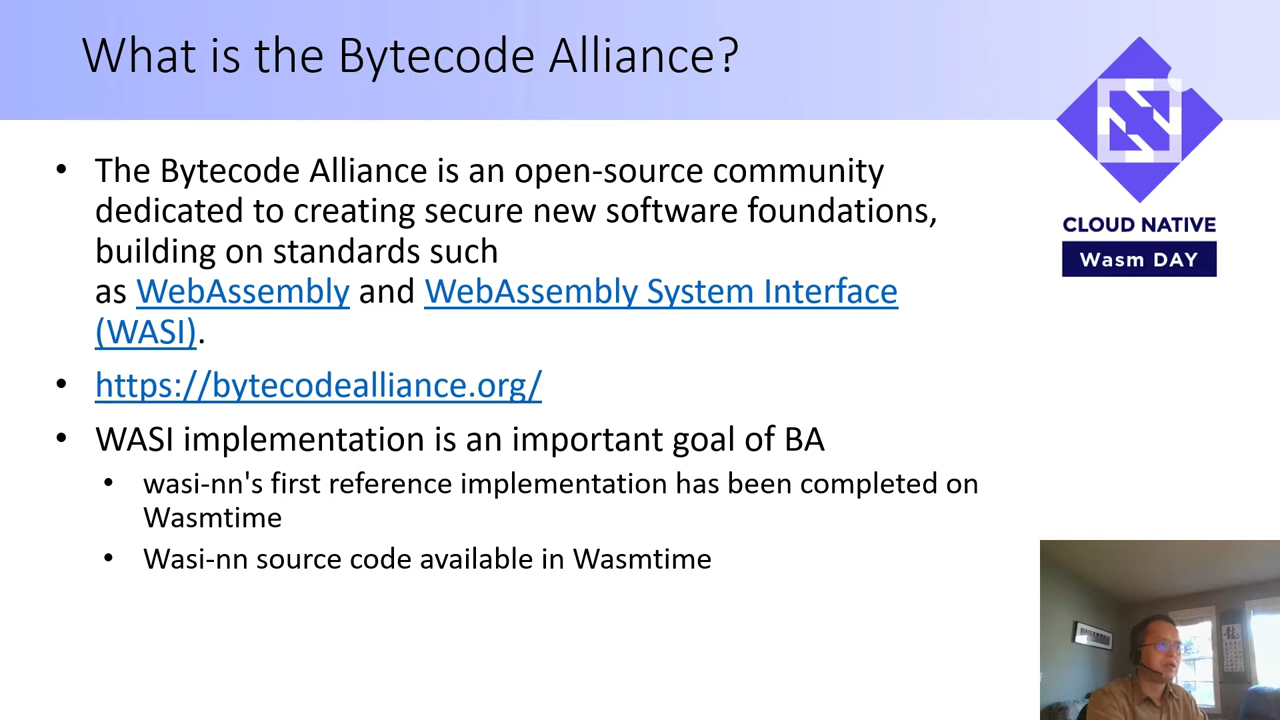 What is the Bytecode Alliance?
• The Bytecode Alliance is an open-source community
dedicated to creating secure new software foundations,
building on standards such
as WebAssembly and WebAssembly System Interface
(WASI).
• https://bytecodealliance.org/
• WASI implementation is an important goal of BA
• wasi-nn's first reference implementation has been completed on
Wasmtime
• Wasi-nn source code available in Wasmtime
CLOUD NATIVE
Wasm DAY